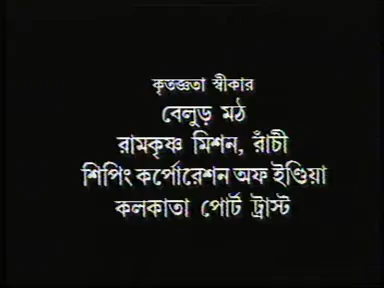 কৃতজ্ঞতা স্বীকার
বেলুড় মঠ
রামকৃষ্ণ মিশন, রাঁচী
শিপিং কর্পোরেশন অফ ইণ্ডিয়া
কলকাতা পোর্ট ট্রাস্ট